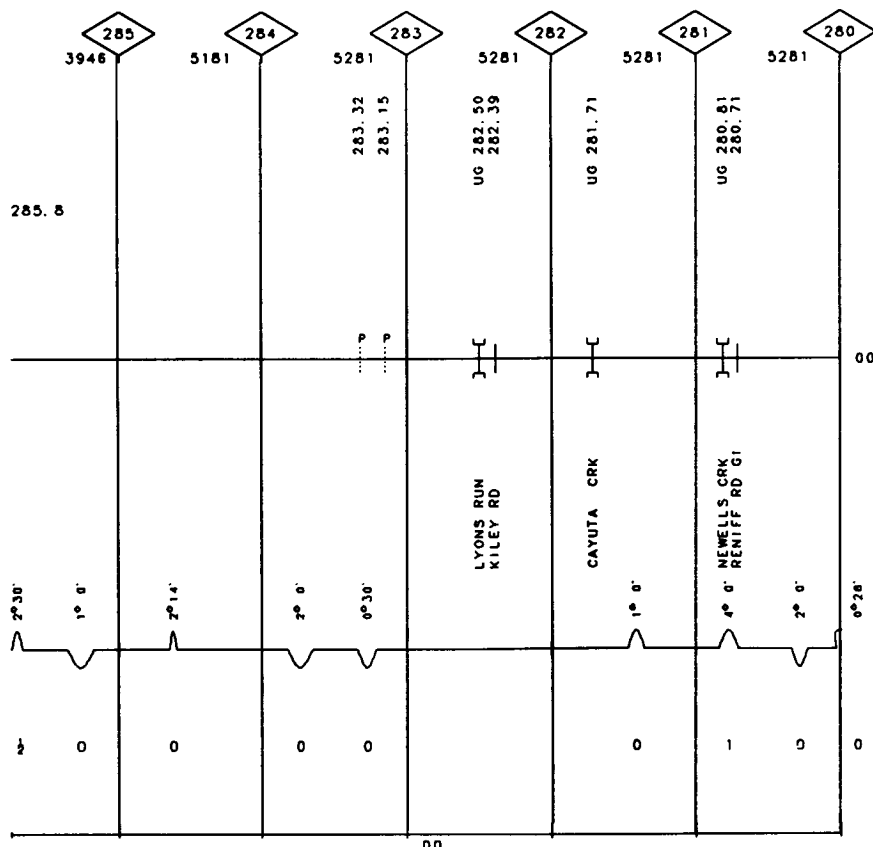 285 284 283 282 281 280
3946 5181 5281 5281 5281 5281
283.32
283.15
UG 282.50
282.39
UG 281.71
UG 280.81
280.71
285.8
P P
00
LYONS RUN
KILEY RD
CAYUTA CRK
NEWELLS CRK
RENIFF RD GI
2°30' 1°0' 2°14' 2°0' 0°30' 1°0' 4°0' 2°0' 0°28'
½ 0 0 0 0 0 1 0 0